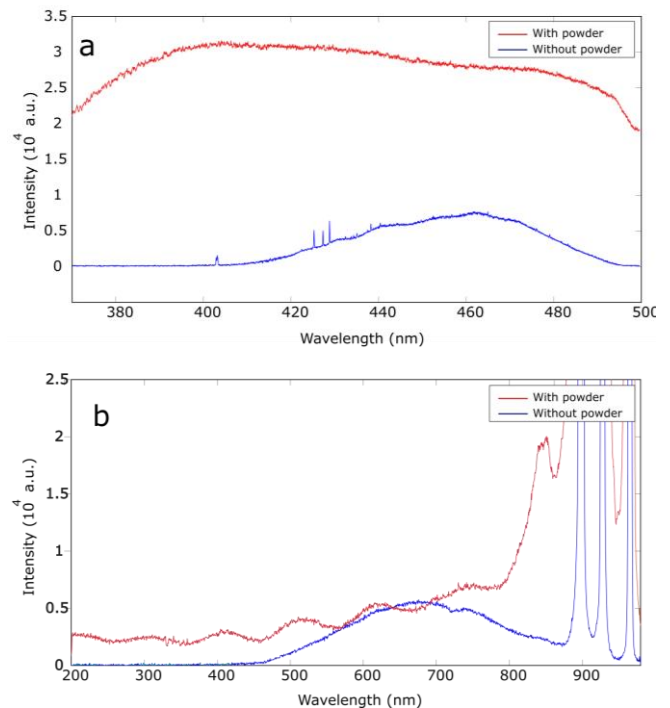 a
With powder
Without powder
3.5
3
2.5
2
1.5
1
0.5
0
Intensity (10⁴ a.u.)
380 400 420 440 460 480 500
Wavelength (nm)
b
With powder
Without powder
2.5
2
1.5
1
0.5
0
Intensity (10⁴ a.u.)
200 300 400 500 600 700 800 900
Wavelength (nm)